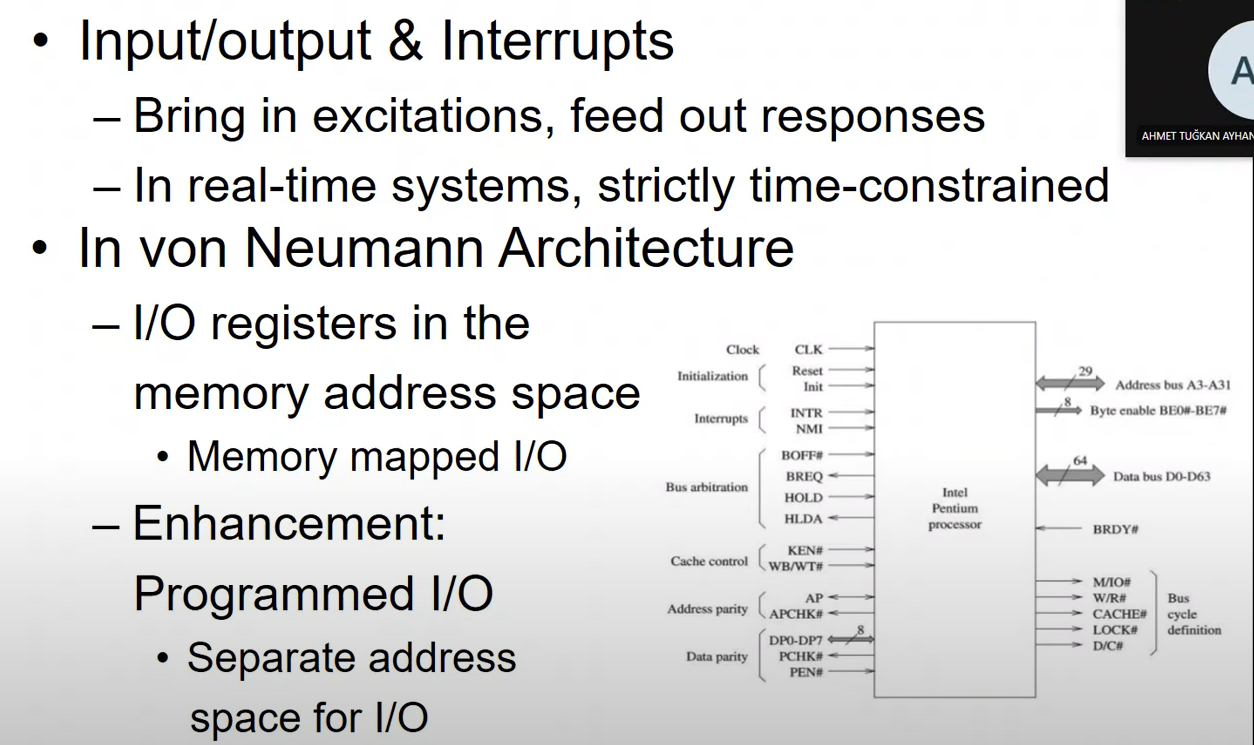 • Input/output & Interrupts
– Bring in excitations, feed out responses
– In real-time systems, strictly time-constrained
• In von Neumann Architecture
– I/O registers in the
memory address space
• Memory mapped I/O
– Enhancement:
Programmed I/O
• Separate address
space for I/O
A
AHMET TUĞKAN AYHAN
Clock CLK
Initialization
Reset
Init
Interrupts
INTR
NMI
Bus arbitration
BOFF#
BREQ
HOLD
HLDA
Cache control
KEN#
WB/WT#
Address parity
AP
APCHK#
Data parity
DP0-DP7 8
PCHK#
PEN#
Intel
Pentium
processor
29 Address bus A3-A31
8 Byte enable BE0#-BE7#
64 Data bus D0-D63
BRDY#
M/IO#
W/R#
CACHE#
LOCK#
D/C#
Bus
cycle
definition